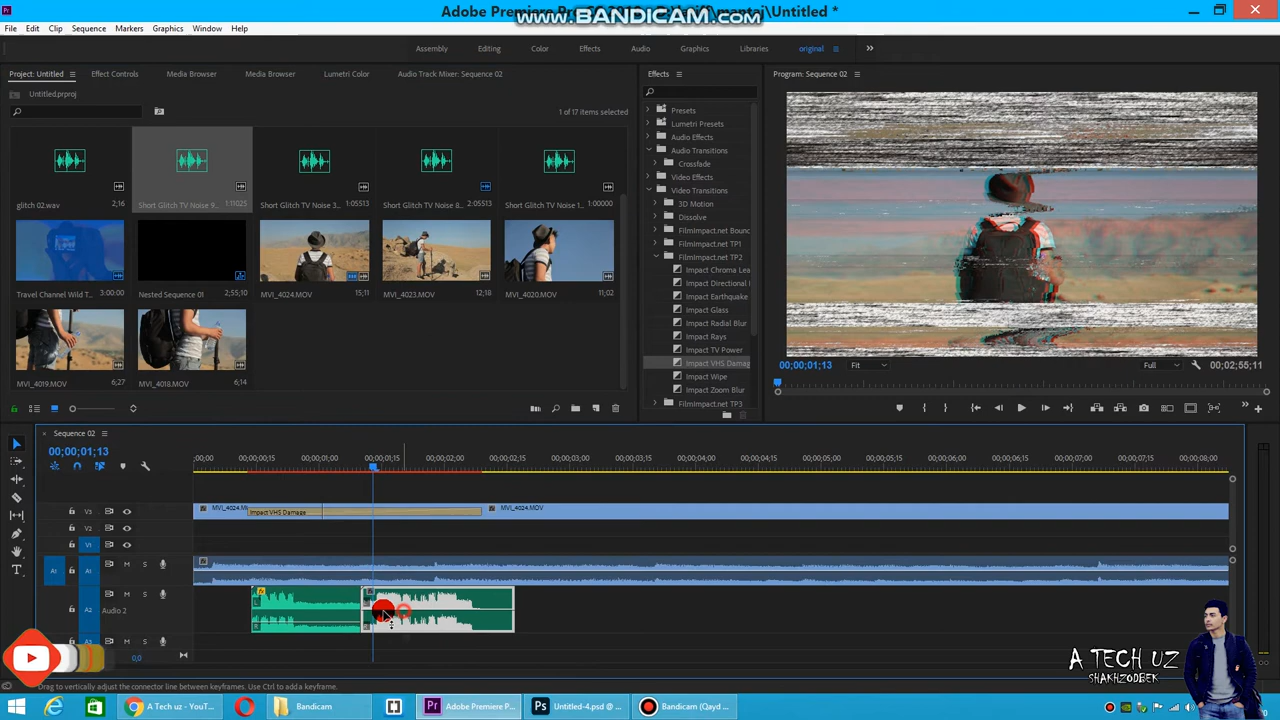 Adobe Premiere Pro
mantaj\Untitled *
www.BANDICAM.com
File Edit Clip Sequence Markers Graphics Window Help
Assembly Editing Color Effects Audio Graphics Libraries original
Project: Untitled Effect Controls Media Browser Media Browser Lumetri Color Audio Track Mixer: Sequence 02
Untitled.prproj
1 of 17 items selected
glitch 02.wav 2;16
Short Glitch TV Noise 9... 1:11025
Short Glitch TV Noise 3... 1:05513
Short Glitch TV Noise 8... 2:05513
Short Glitch TV Noise 1... 1:00000
Travel Channel Wild T... 3:00:00
Nested Sequence 01 2;55;10
MVI_4024.MOV 15;11
MVI_4023.MOV 12;18
MVI_4020.MOV 11;02
MVI_4019.MOV 6;27
MVI_4018.MOV 6;14
Effects
Presets
Lumetri Presets
Audio Effects
Audio Transitions
Crossfade
Video Effects
Video Transitions
3D Motion
Dissolve
FilmImpact.net Bounc
FilmImpact.net TP1
FilmImpact.net TP2
Impact Chroma Lea
Impact Directional
Impact Earthquake
Impact Glass
Impact Radial Blur
Impact Rays
Impact TV Power
Impact VHS Damag
Impact Wipe
Impact Zoom Blur
FilmImpact.net TP3
Program: Sequence 02
00;00;01;13 Fit Full 00;02;55;11
Sequence 02
00;00;01;13
;00;00 00;00;00;15 00;00;01;00 00;00;01;15 00;00;02;00 00;00;02;15 00;00;03;00 00;00;03;15 00;00;04;00 00;00;04;15 00;00;05;00 00;00;05;15 00;00;06;00 00;00;06;15 00;00;07;00 00;00;07;15 00;00;08;00
V3 MVI_4024.M Impact VHS Damage MVI_4024.MOV
V2
V1
A1 A1 M S
A2 Audio 2 M S
A3 M S
0,0
A TECH UZ
SHAKHZODBEK
Drag to vertically adjust the connector line between keyframes. Use Ctrl to add a keyframe.
A Tech uz - YouT... Bandicam Adobe Premiere P... Untitled-4.psd @ ... Bandicam (Qayd ...